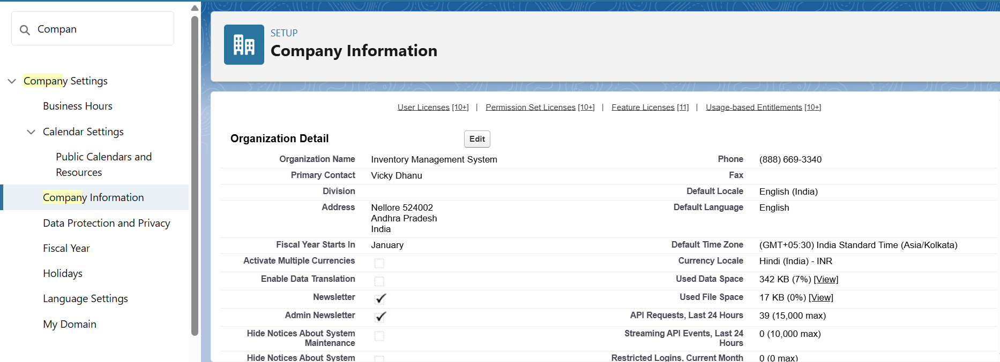 Compan
Company Settings
Business Hours
Calendar Settings
Public Calendars and
Resources
Company Information
Data Protection and Privacy
Fiscal Year
Holidays
Language Settings
My Domain
SETUP
Company Information
User Licenses [10+] | Permission Set Licenses [10+] | Feature Licenses [11] | Usage-based Entitlements [10+]
Organization Detail Edit
Organization Name Inventory Management System Phone (888) 669-3340
Primary Contact Vicky Dhanu Fax
Division Default Locale English (India)
Address Nellore 524002 Default Language English
Andhra Pradesh
India
Fiscal Year Starts In January Default Time Zone (GMT+05:30) India Standard Time (Asia/Kolkata)
Activate Multiple Currencies Currency Locale Hindi (India) - INR
Enable Data Translation Used Data Space 342 KB (7%) [View]
Newsletter Used File Space 17 KB (0%) [View]
Admin Newsletter API Requests, Last 24 Hours 39 (15,000 max)
Hide Notices About System Streaming API Events, Last 24 0 (10,000 max)
Maintenance Hours
Hide Notices About System Restricted Logins, Current Month 0 (0 max)